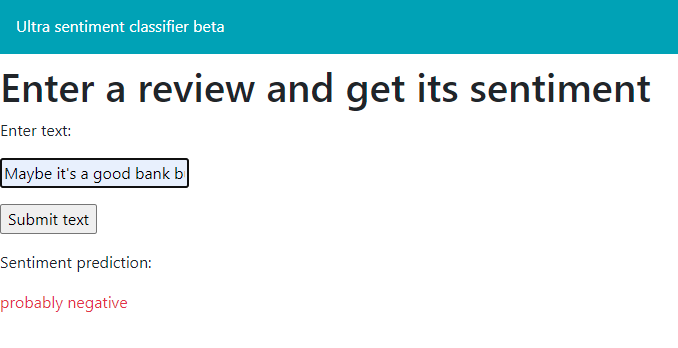 Ultra sentiment classifier beta
Enter a review and get its sentiment
Enter text:
Maybe it's a good bank b
Submit text
Sentiment prediction:
probably negative